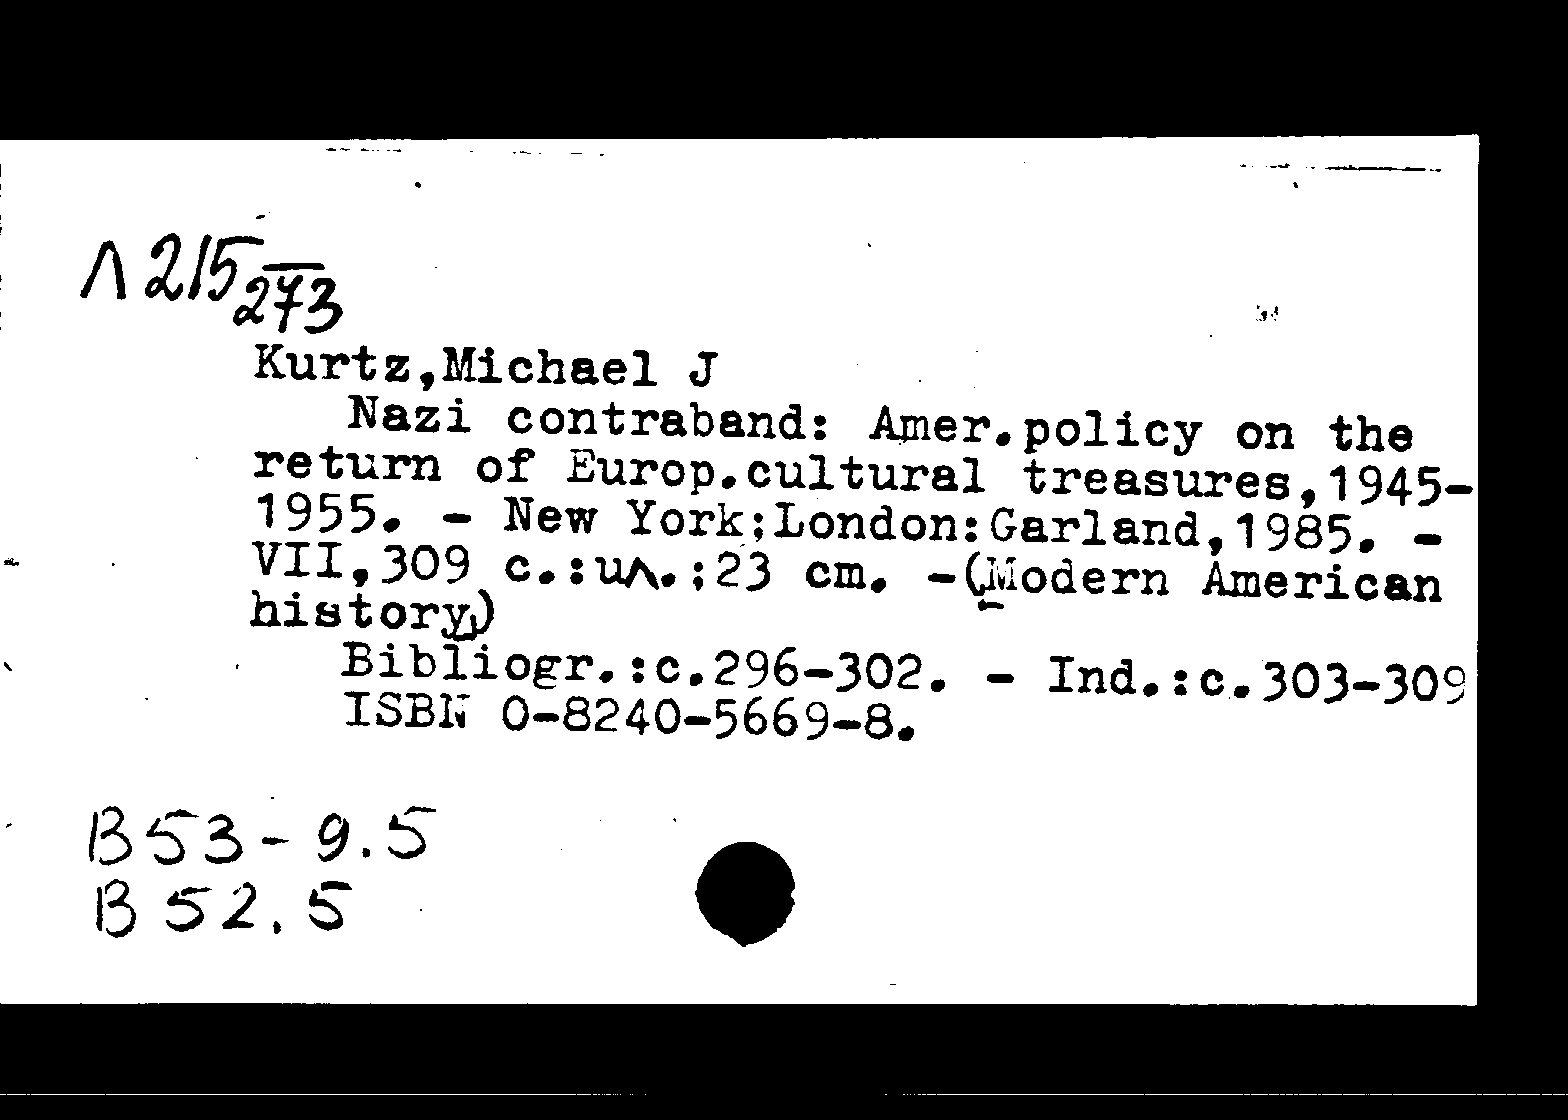 Л 215
273
Kurtz,Michael J
Nazi contraband: Amer.policy on the
return of Europ.cultural treasures,1945-
1955. - New York;London:Garland,1985. -
VII,309 c.:ил.;23 cm. -(Modern American
history)
Bibliogr.:c.296-302. - Ind.:c.303-309
ISBN 0-8240-5669-8.
В53-9.5
В 52.5